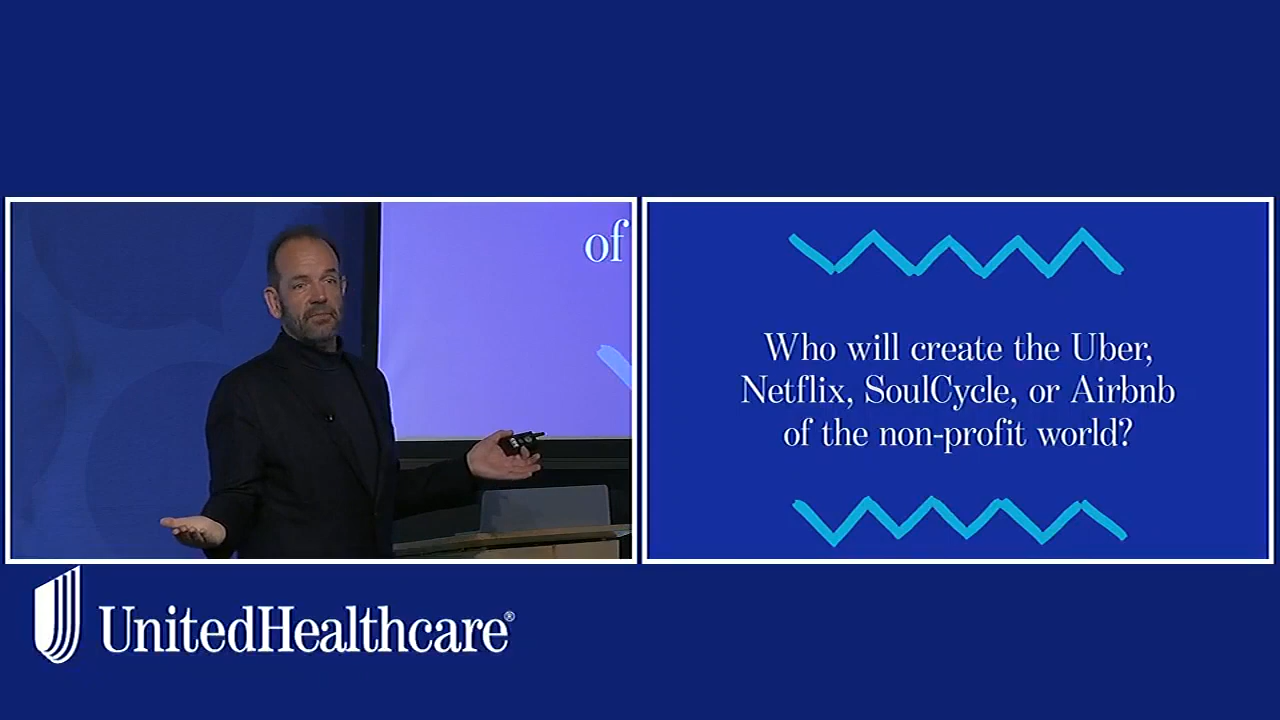 of
Who will create the Uber,
Netflix, SoulCycle, or Airbnb
of the non-profit world?
UnitedHealthcare®